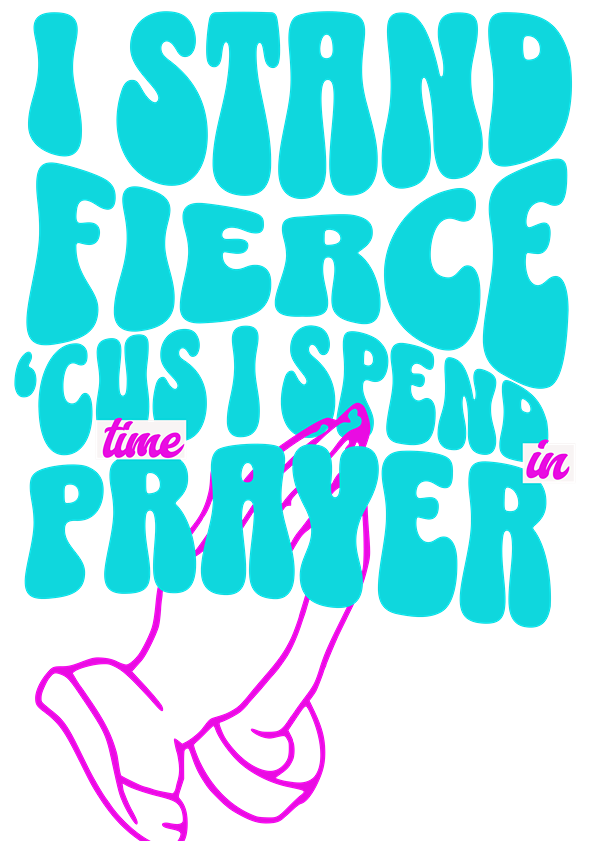 I STAND
FIERCE
‘CUS I SPEND
time in
PRAYER